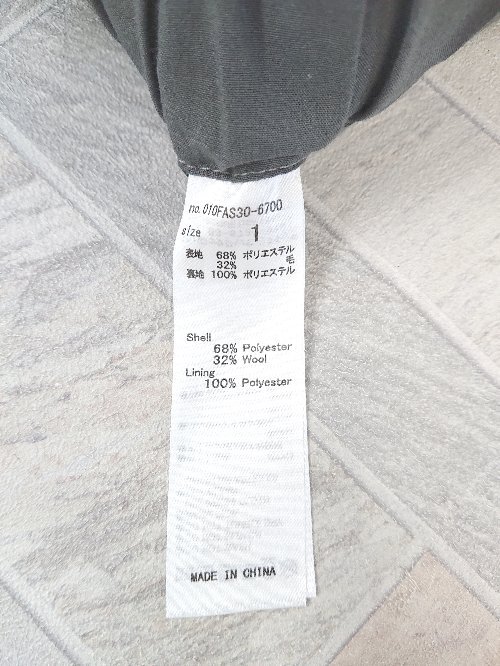 no. 010FAS30-6700
size 1
表地 68% ポリエステル
32% 毛
裏地 100% ポリエステル
Shell
68% Polyester
32% Wool
Lining
100% Polyester
MADE IN CHINA